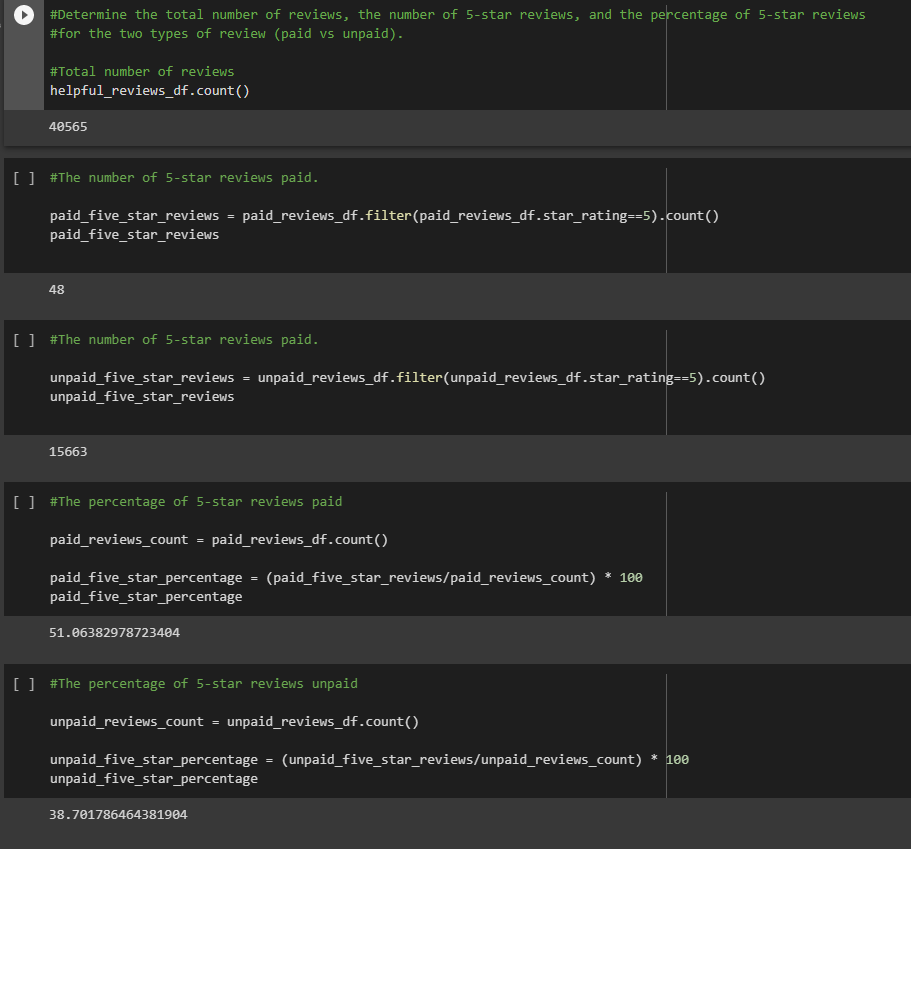 #Determine the total number of reviews, the number of 5-star reviews, and the percentage of 5-star reviews
#for the two types of review (paid vs unpaid).
#Total number of reviews
helpful_reviews_df.count()
40565
[ ] #The number of 5-star reviews paid.
paid_five_star_reviews = paid_reviews_df.filter(paid_reviews_df.star_rating==5).count()
paid_five_star_reviews
48
[ ] #The number of 5-star reviews paid.
unpaid_five_star_reviews = unpaid_reviews_df.filter(unpaid_reviews_df.star_rating==5).count()
unpaid_five_star_reviews
15663
[ ] #The percentage of 5-star reviews paid
paid_reviews_count = paid_reviews_df.count()
paid_five_star_percentage = (paid_five_star_reviews/paid_reviews_count) * 100
paid_five_star_percentage
51.06382978723404
[ ] #The percentage of 5-star reviews unpaid
unpaid_reviews_count = unpaid_reviews_df.count()
unpaid_five_star_percentage = (unpaid_five_star_reviews/unpaid_reviews_count) * 100
unpaid_five_star_percentage
38.701786464381904